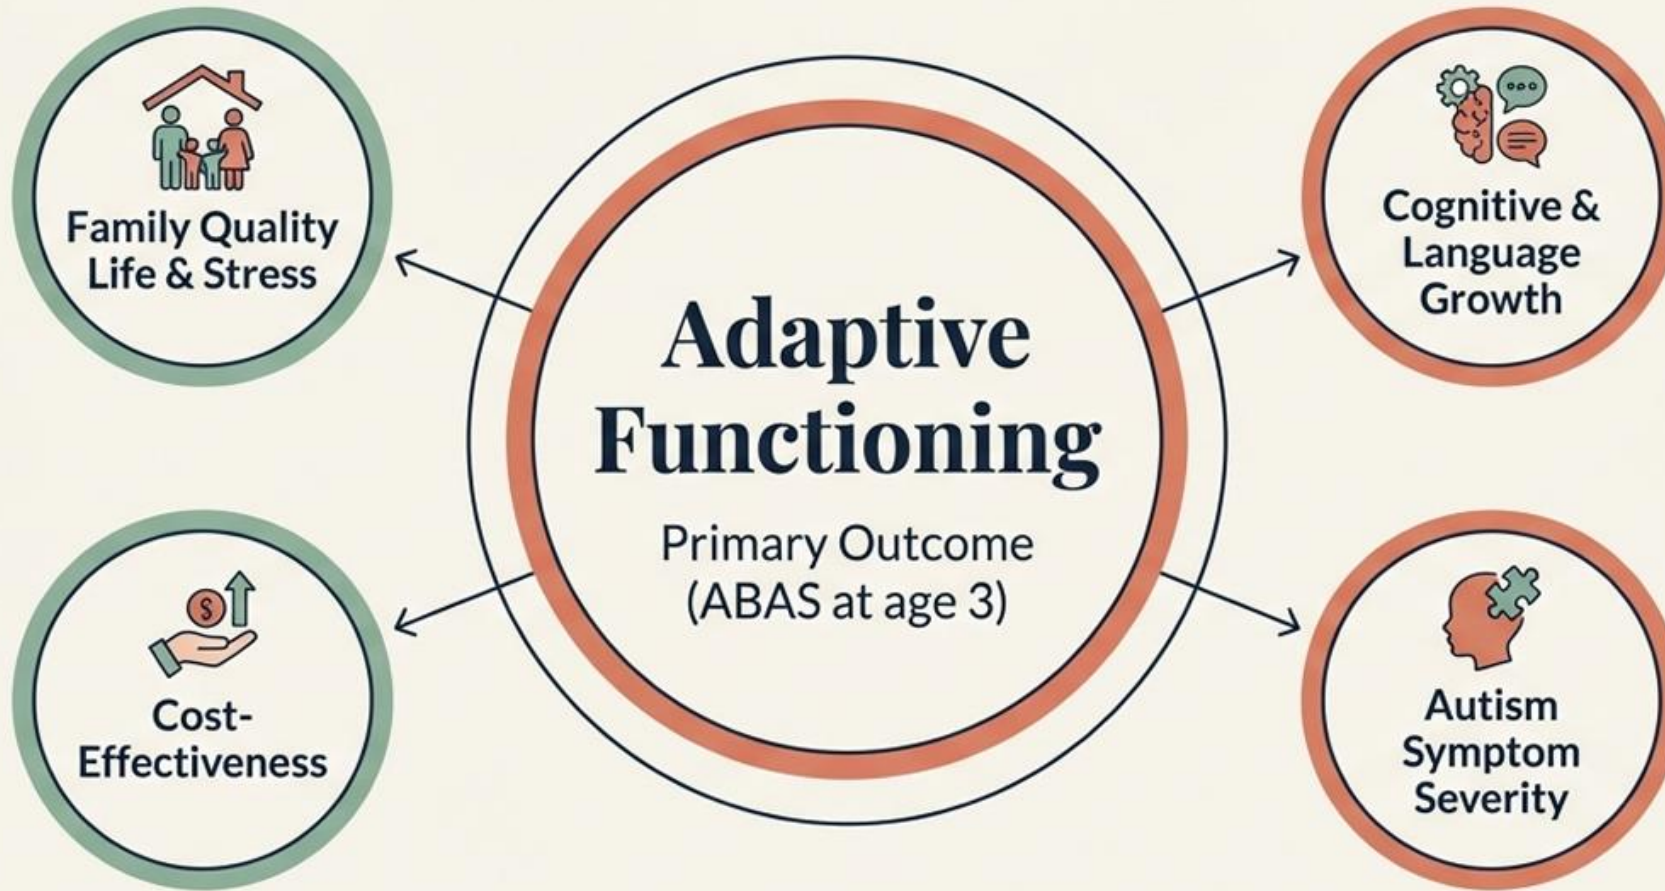 Family Quality
Life & Stress
Cognitive &
Language
Growth
Adaptive
Functioning
Primary Outcome
(ABAS at age 3)
$
Cost-
Effectiveness
Autism
Symptom
Severity